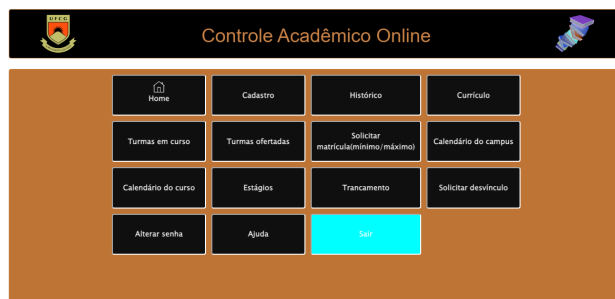 UFCG
Controle Acadêmico Online
Home
Cadastro
Histórico
Currículo
Turmas em curso
Turmas ofertadas
Solicitar
matrícula(mínimo/máximo)
Calendário do campus
Calendário do curso
Estágios
Trancamento
Solicitar desvínculo
Alterar senha
Ajuda
Sair